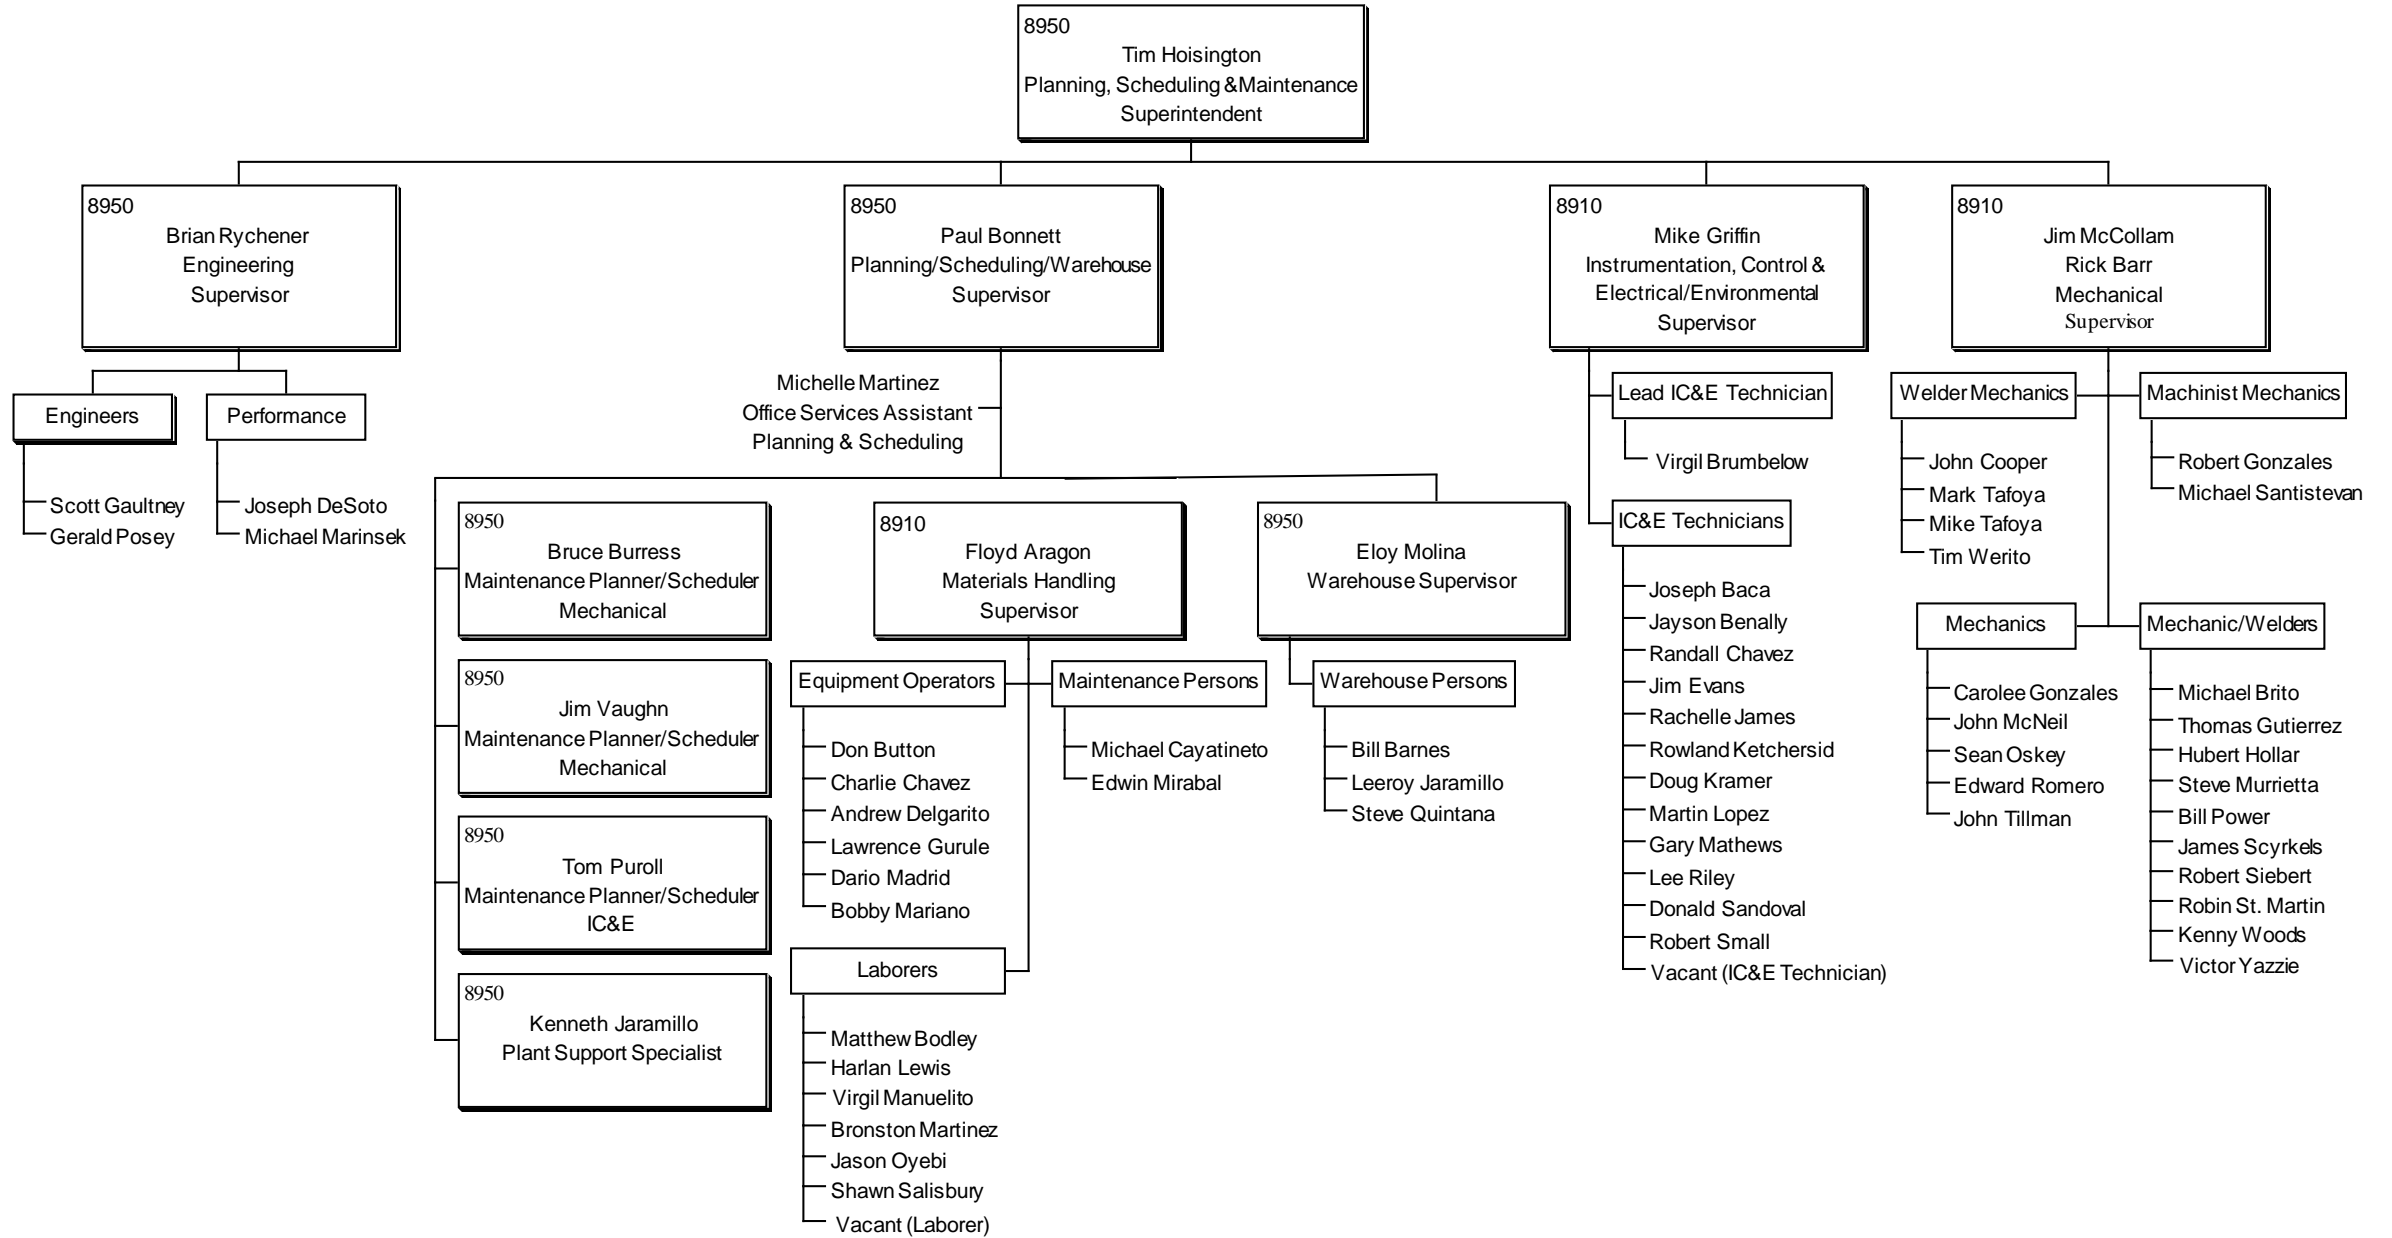 8950
Tim Hoisington
Planning, Scheduling &Maintenance
Superintendent
8950
Brian Rychener
Engineering
Supervisor
8950
Paul Bonnett
Planning/Scheduling/Warehouse
Supervisor
8910
Mike Griffin
Instrumentation, Control &
Electrical/Environmental
Supervisor
8910
Jim McCollam
Rick Barr
Mechanical
Supervisor
Engineers
Scott Gaultney
Gerald Posey
Performance
Joseph DeSoto
Michael Marinsek
Michelle Martinez
Office Services Assistant
Planning & Scheduling
8950
Bruce Burress
Maintenance Planner/Scheduler
Mechanical
8950
Jim Vaughn
Maintenance Planner/Scheduler
Mechanical
8950
Tom Puroll
Maintenance Planner/Scheduler
IC&E
8950
Kenneth Jaramillo
Plant Support Specialist
8910
Floyd Aragon
Materials Handling
Supervisor
Equipment Operators
Don Button
Charlie Chavez
Andrew Delgarito
Lawrence Gurule
Dario Madrid
Bobby Mariano
Maintenance Persons
Michael Cayatineto
Edwin Mirabal
Laborers
Matthew Bodley
Harlan Lewis
Virgil Manuelito
Bronston Martinez
Jason Oyebi
Shawn Salisbury
Vacant (Laborer)
8950
Eloy Molina
Warehouse Supervisor
Warehouse Persons
Bill Barnes
Leeroy Jaramillo
Steve Quintana
Lead IC&E Technician
Virgil Brumbelow
IC&E Technicians
Joseph Baca
Jayson Benally
Randall Chavez
Jim Evans
Rachelle James
Rowland Ketchersid
Doug Kramer
Martin Lopez
Gary Mathews
Lee Riley
Donald Sandoval
Robert Small
Vacant (IC&E Technician)
Welder Mechanics
John Cooper
Mark Tafoya
Mike Tafoya
Tim Werito
Machinist Mechanics
Robert Gonzales
Michael Santistevan
Mechanics
Carolee Gonzales
John McNeil
Sean Oskey
Edward Romero
John Tillman
Mechanic/Welders
Michael Brito
Thomas Gutierrez
Hubert Hollar
Steve Murrietta
Bill Power
James Scyrkels
Robert Siebert
Robin St. Martin
Kenny Woods
Victor Yazzie